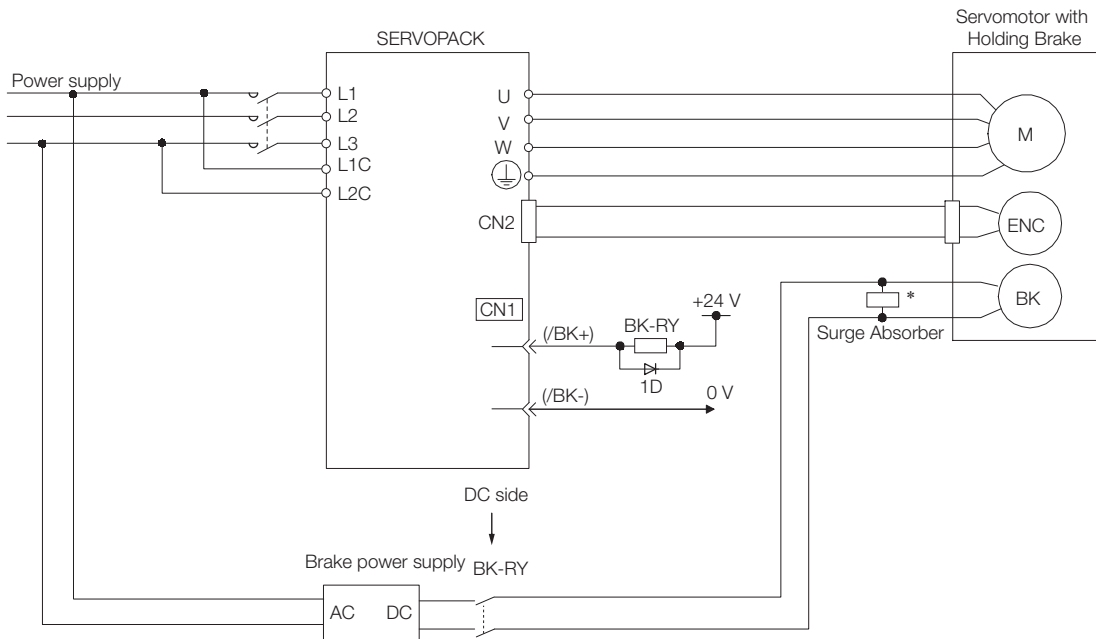 Servomotor with
Holding Brake
SERVOPACK
Power supply
L1
L2
L3
L1C
L2C
U
V
W
M
CN2
ENC
CN1
BK
*
Surge Absorber
+24 V
BK-RY
(/BK+)
1D
(/BK-)
0 V
DC side
Brake power supply
BK-RY
AC
DC